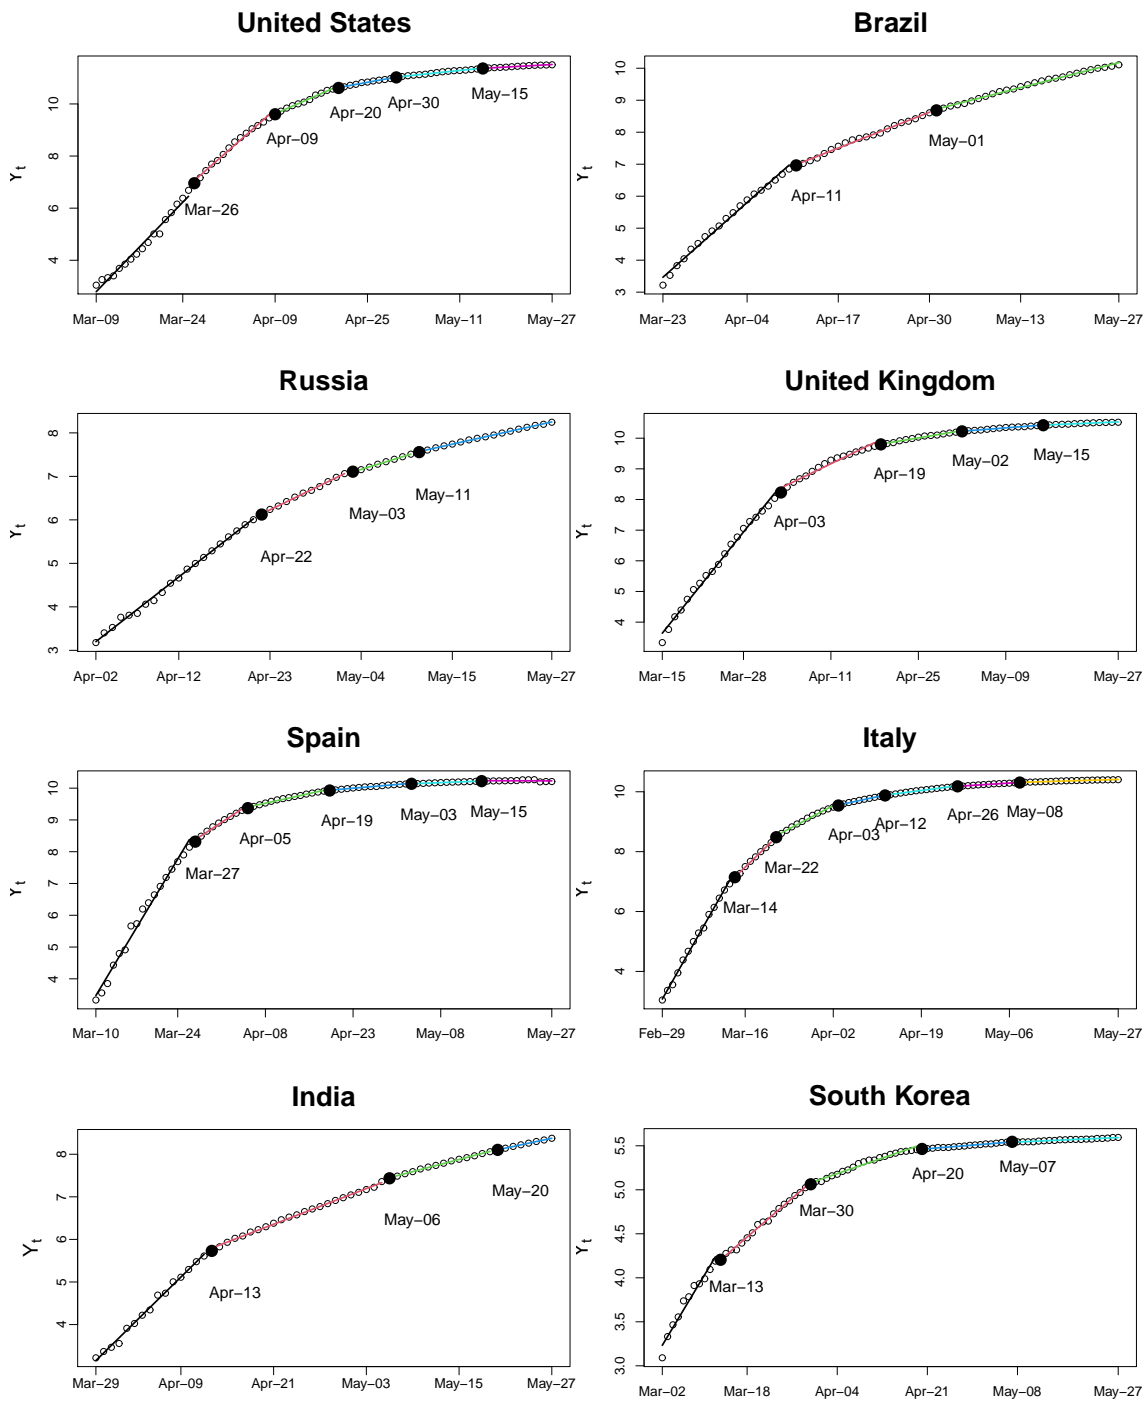 United States
Brazil
Y_t
4 6 8 10
Mar−26
Apr−09
Apr−20
Apr−30
May−15
Mar−09 Mar−24 Apr−09 Apr−25 May−11 May−27
Y_t
3 4 5 6 7 8 9 10
Apr−11
May−01
Mar−23 Apr−04 Apr−17 Apr−30 May−13 May−27
Russia
United Kingdom
Y_t
3 4 5 6 7 8
Apr−22
May−03
May−11
Apr−02 Apr−12 Apr−23 May−04 May−15 May−27
Y_t
4 5 6 7 8 9 10
Apr−03
Apr−19
May−02
May−15
Mar−15 Mar−28 Apr−11 Apr−25 May−09 May−27
Spain
Italy
Y_t
4 5 6 7 8 9 10
Mar−27
Apr−05
Apr−19
May−03
May−15
Mar−10 Mar−24 Apr−08 Apr−23 May−08 May−27
Y_t
4 6 8 10
Mar−14
Mar−22
Apr−03
Apr−12
Apr−26
May−08
Feb−29 Mar−16 Apr−02 Apr−19 May−06 May−27
India
South Korea
Y_t
4 5 6 7 8
Apr−13
May−06
May−20
Mar−29 Apr−09 Apr−21 May−03 May−15 May−27
Y_t
3.0 3.5 4.0 4.5 5.0 5.5
Mar−13
Mar−30
Apr−20
May−07
Mar−02 Mar−18 Apr−04 Apr−21 May−08 May−27